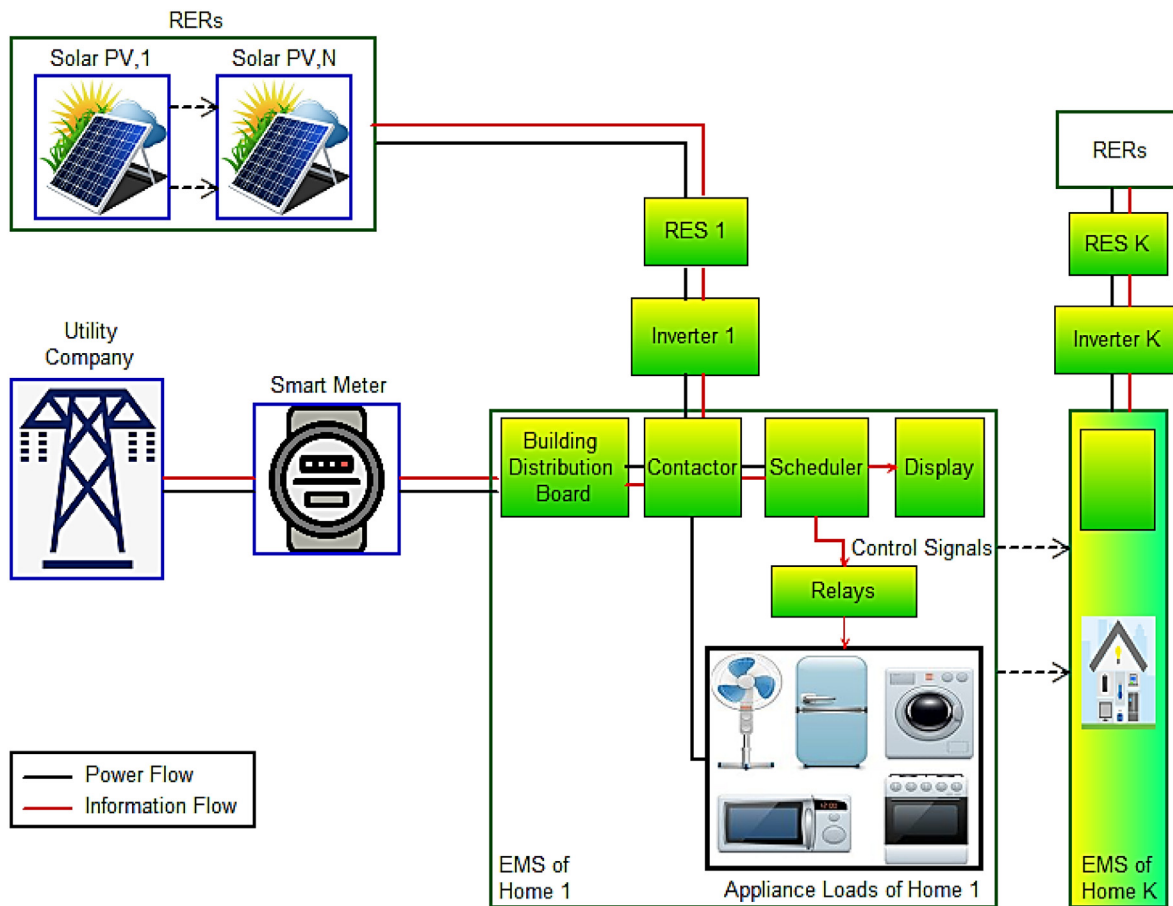 RERs
Solar PV,1
Solar PV,N
RERs
RES 1
RES K
Inverter 1
Inverter K
Utility
Company
Smart Meter
Building
Distribution
Board
Contactor
Scheduler
Display
Control Signals
Relays
Power Flow
Information Flow
EMS of
Home 1
Appliance Loads of Home 1
EMS of
Home K